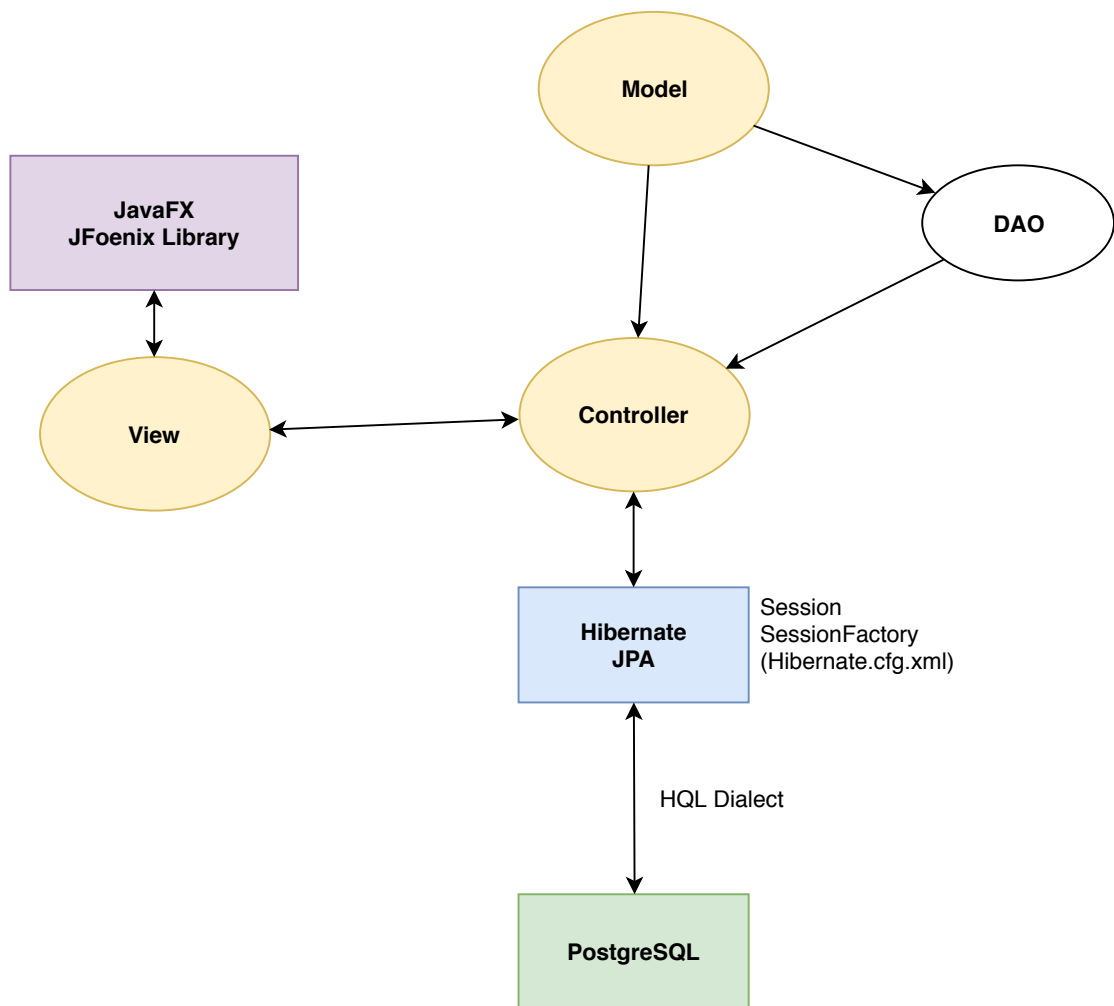 Model
JavaFX
JFoenix Library
DAO
View
Controller
Hibernate
JPA
Session
SessionFactory
(Hibernate.cfg.xml)
HQL Dialect
PostgreSQL